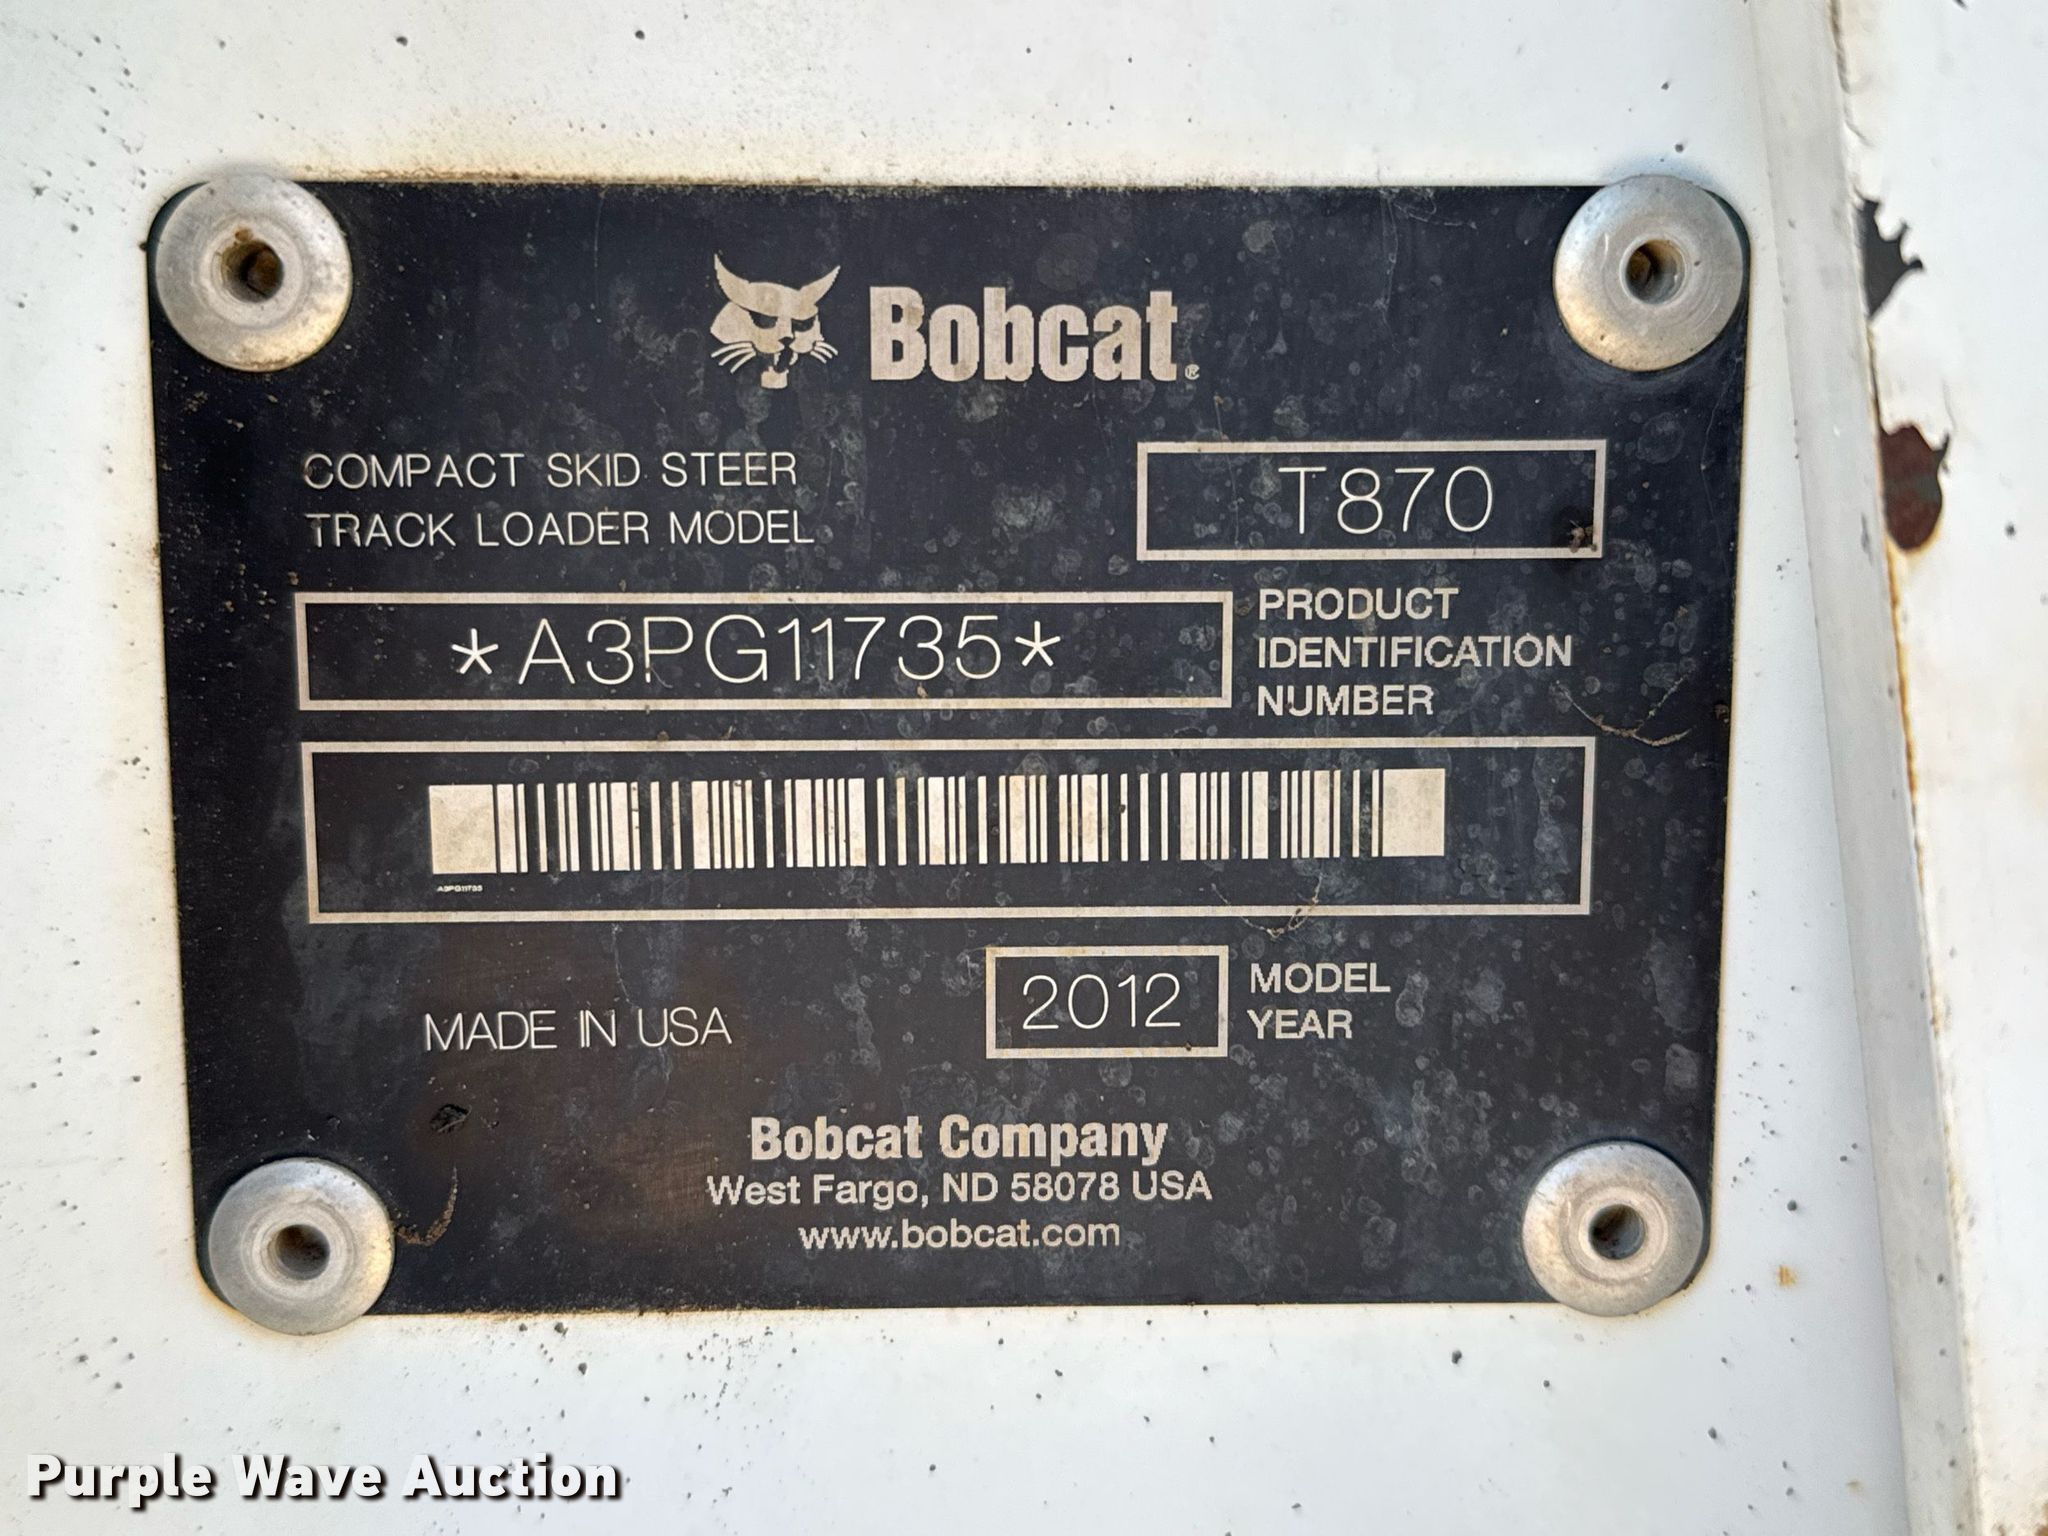 Bobcat®
COMPACT SKID STEER
TRACK LOADER MODEL
T870
*A3PG11735*
PRODUCT
IDENTIFICATION
NUMBER
A3PG11735
MADE IN USA
2012
MODEL
YEAR
Bobcat Company
West Fargo, ND 58078 USA
www.bobcat.com
Purple Wave Auction